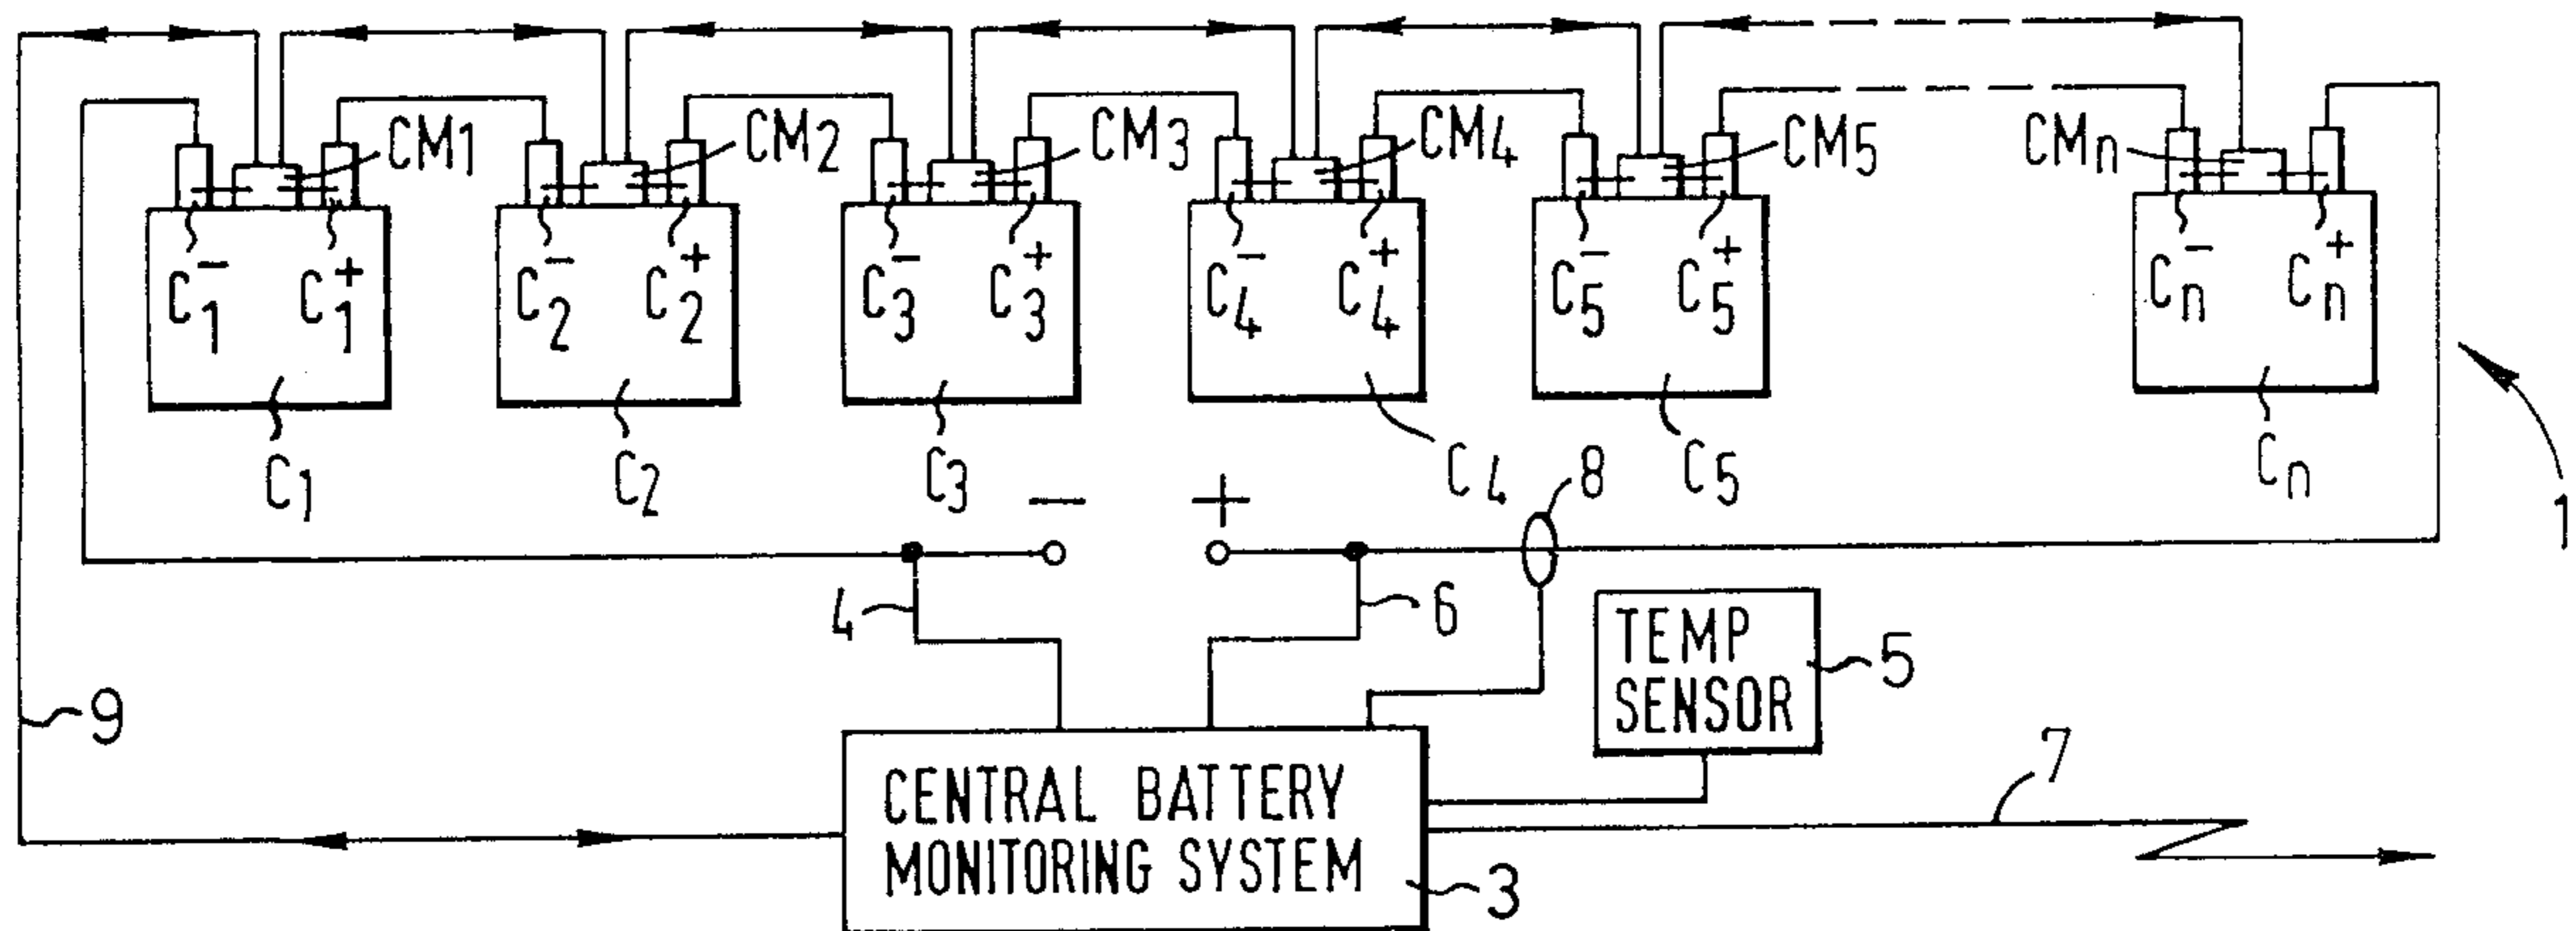 CM1 CM2 CM3 CM4 CM5 CMn
C1− C1+ C2− C2+ C3− C3+ C4− C4+ C5− C5+ Cn− Cn+
C1 C2 C3 C4 C5 Cn
− + 8 1
4 6
TEMP
SENSOR
5
9
7
CENTRAL BATTERY
MONITORING SYSTEM
3